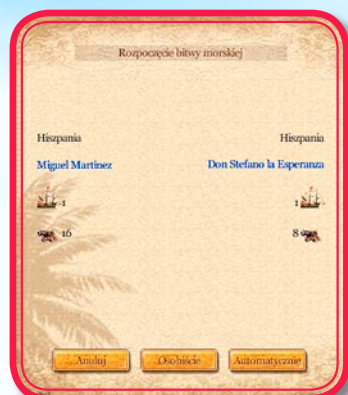 Rozpoczęcie bitwy morskiej
Hiszpania Hiszpania
Miguel Martinez Don Stefano la Esperanza
1 1
16 8
Anuluj Osobiście Automatycznie